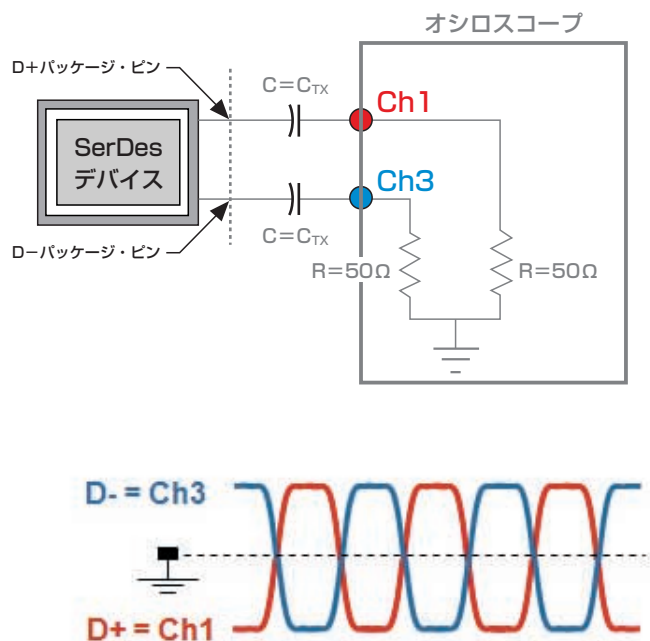 オシロスコープ
D+パッケージ・ピン
C=CTX
Ch1
SerDes
デバイス
Ch3
C=CTX
D−パッケージ・ピン
R=50Ω
R=50Ω
D- = Ch3
D+ = Ch1